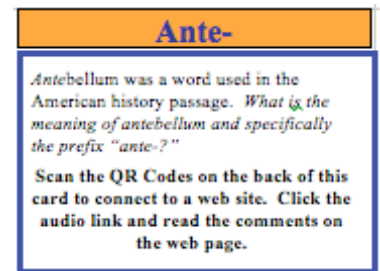 Ante-
Antebellum was a word used in the
American history passage. What is the
meaning of antebellum and specifically
the prefix "ante-?"
Scan the QR Codes on the back of this
card to connect to a web site. Click the
audio link and read the comments on
the web page.